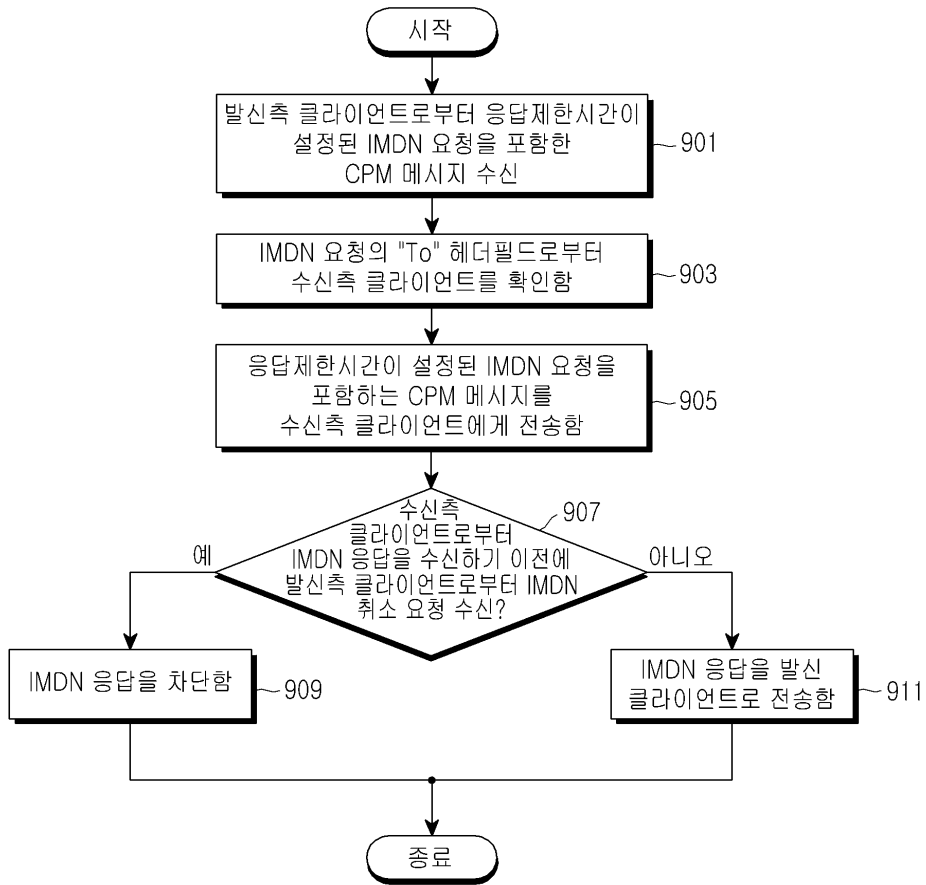 시작
발신측 클라이언트로부터 응답제한시간이
설정된 IMDN 요청을 포함한
CPM 메시지 수신
901
IMDN 요청의 "To" 헤더필드로부터
수신측 클라이언트를 확인함
903
응답제한시간이 설정된 IMDN 요청을
포함하는 CPM 메시지를
수신측 클라이언트에게 전송함
905
수신측
클라이언트로부터
IMDN 응답을 수신하기 이전에
발신측 클라이언트로부터 IMDN
취소 요청 수신?
907
예
아니오
IMDN 응답을 차단함
909
IMDN 응답을 발신
클라이언트로 전송함
911
종료